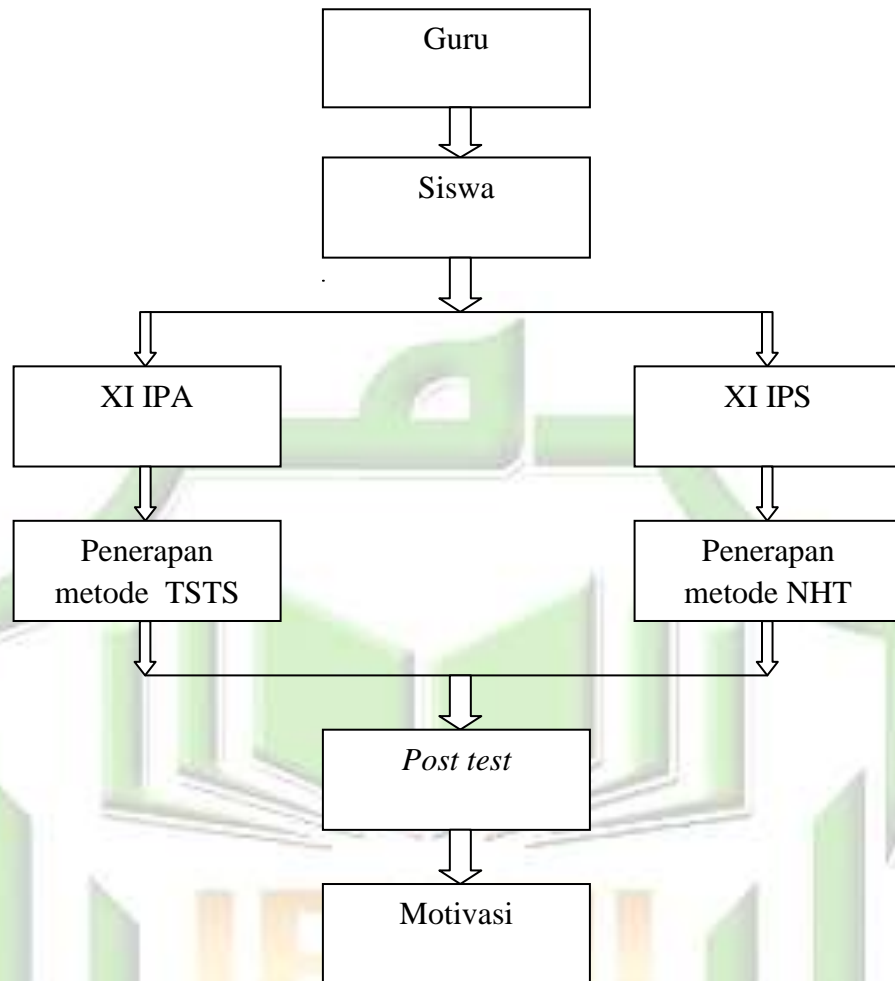 Guru
Siswa
XI IPA
XI IPS
Penerapan
metode TSTS
Penerapan
metode NHT
Post test
Motivasi